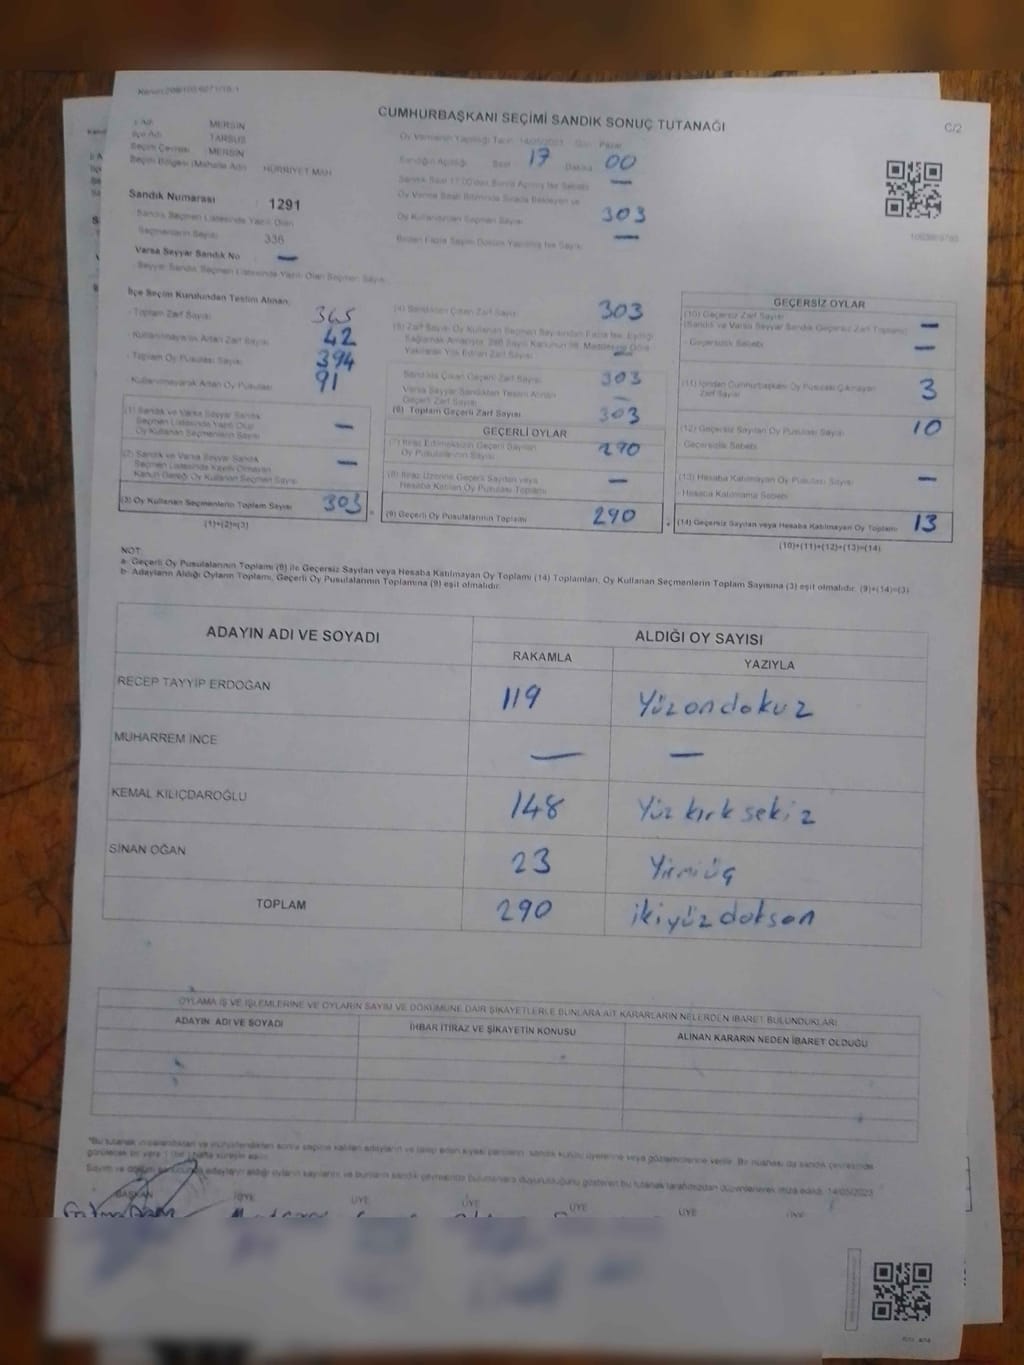 CUMHURBAŞKANI SEÇİMİ SANDIK SONUÇ TUTANAĞI
C/2
İli Adı MERSİN
İlçe Adı TARSUS
Seçim Çevresi : MERSİN
Seçim Bölgesi (Mahalle Adı) HÜRRİYET MAH
Sandık Numarası : 1291
Sandık Seçmen Listesinde Yazılı Olan
Seçmenlerin Sayısı 336
Varsa Seyyar Sandık No —
Seyyar Sandık Seçmen Listesinde Yazılı Olan Seçmen Sayısı
Oy Vermenin Yapıldığı Tarih 14/05/2023 Gün Pazar
Sandığın Açıldığı Saat 17 Dakika 00
Sandık Saat 17:00'den Sonra Açılmış İse Sebebi —
Oy Verme Saati Bitiminde Sırada Bekleyen ve
Oy Kullandırılan Seçmen Sayısı 303
Birden Fazla Sayım Döküm Yapılmış İse Sayısı —
İlçe Seçim Kurulundan Teslim Alınan;
- Toplam Zarf Sayısı 365
- Kullanılmayan Artan Zarf Sayısı 42
- Toplam Oy Pusulası Sayısı 394
- Kullanılmayarak Artan Oy Pusulası 91
(1) Sandık ve Varsa Seyyar Sandık
Seçmen Listesinde Yazılı Olup
Oy Kullanan Seçmenlerin Sayısı —
(2) Sandık ve Varsa Seyyar Sandık
Seçmen Listesinde Kayıtlı Olmayan
Kanun Gereği Oy Kullanan Seçmen Sayısı —
(3) Oy Kullanan Seçmenlerin Toplam Sayısı 303
(1)+(2)=(3)
(4) Sandıktan Çıkan Zarf Sayısı 303
(5) Zarf Sayısı Oy Kullanan Seçmen Sayısından Fazla İse, Eşitliği
Sağlamak Amacıyla, 298 Sayılı Kanunun 98. Maddesine Göre
Yakılarak Yok Edilen Zarf Sayısı
Sandıkta Çıkan Geçerli Zarf Sayısı 303
Varsa Seyyar Sandıktan Teslim Alınan
Geçerli Zarf Sayısı —
(6) Toplam Geçerli Zarf Sayısı 303
GEÇERLİ OYLAR
(7) İtiraz Edilmeksizin Geçerli Sayılan
Oy Pusulalarının Sayısı 290
(8) İtiraz Üzerine Geçerli Sayılan veya
Hesaba Katılan Oy Pusulası Toplamı —
(9) Geçerli Oy Pusulalarının Toplamı 290
GEÇERSİZ OYLAR
(10) Geçersiz Zarf Sayısı
(Sandık ve Varsa Seyyar Sandık Geçersiz Zarf Toplamı) —
- Geçersizlik Sebebi: —
(11) İçinden Cumhurbaşkanı Oy Pusulası Çıkmayan
Zarf Sayısı 3
(12) Geçersiz Sayılan Oy Pusulası Sayısı 10
Geçersizlik Sebebi:
(13) Hesaba Katılmayan Oy Pusulası Sayısı —
- Hesaba Katılmama Sebebi
(14) Geçersiz Sayılan veya Hesaba Katılmayan Oy Toplamı 13
(10)+(11)+(12)+(13)=(14)
NOT:
a- Geçerli Oy Pusulalarının Toplamı (9) ile Geçersiz Sayılan veya Hesaba Katılmayan Oy Toplamı (14) Toplamları, Oy Kullanan Seçmenlerin Toplam Sayısına (3) eşit olmalıdır. (9)+(14)=(3)
b- Adayların Aldığı Oyların Toplamı, Geçerli Oy Pusulalarının Toplamına (9) eşit olmalıdır.
ADAYIN ADI VE SOYADI ALDIĞI OY SAYISI
RAKAMLA YAZIYLA
RECEP TAYYİP ERDOĞAN 119 Yüzondokuz
MUHARREM İNCE — —
KEMAL KILIÇDAROĞLU 148 Yüz kırk sekiz
SİNAN OĞAN 23 Yirmiüç
TOPLAM 290 ikiyüz doksan
OYLAMA İŞ VE İŞLEMLERİNE VE OYLARIN SAYIM VE DÖKÜMÜNE DAİR ŞİKAYETLERLE BUNLARA AİT KARARLARIN NELERDEN İBARET BULUNDUKLARI
ADAYIN ADI VE SOYADI İHBAR İTİRAZ VE ŞİKAYETİN KONUSU ALINAN KARARIN NEDEN İBARET OLDUĞU
BAŞKAN ÜYE ÜYE ÜYE ÜYE ÜYE ÜYE